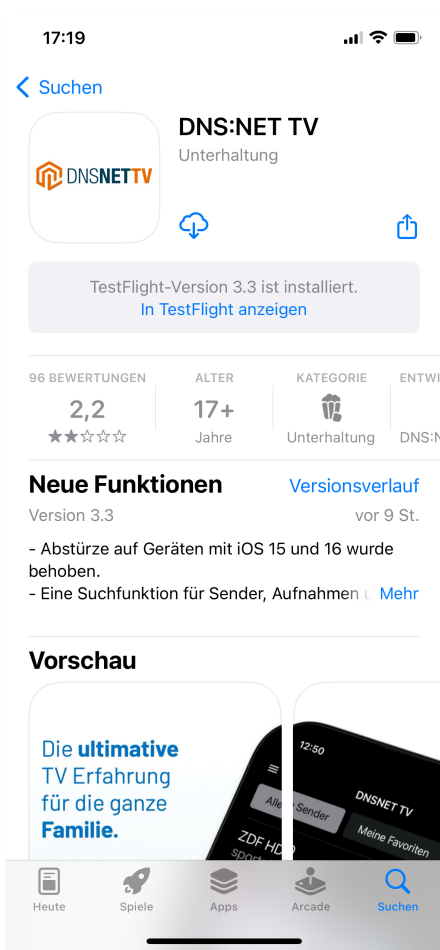 17:19
Suchen
DNSNETTV
DNS:NET TV
Unterhaltung
TestFlight-Version 3.3 ist installiert.
In TestFlight anzeigen
96 BEWERTUNGEN
2,2
ALTER
17+
Jahre
KATEGORIE
Unterhaltung
ENTWI
DNS:N
Neue Funktionen
Versionsverlauf
Version 3.3
vor 9 St.
- Abstürze auf Geräten mit iOS 15 und 16 wurde
behoben.
- Eine Suchfunktion für Sender, Aufnahmen u
Mehr
Vorschau
Die ultimative
TV Erfahrung
für die ganze
Familie.
12:50
DNSNET TV
Alle Sender
Meine Favoriten
ZDF HD
sport
Heute
Spiele
Apps
Arcade
Suchen